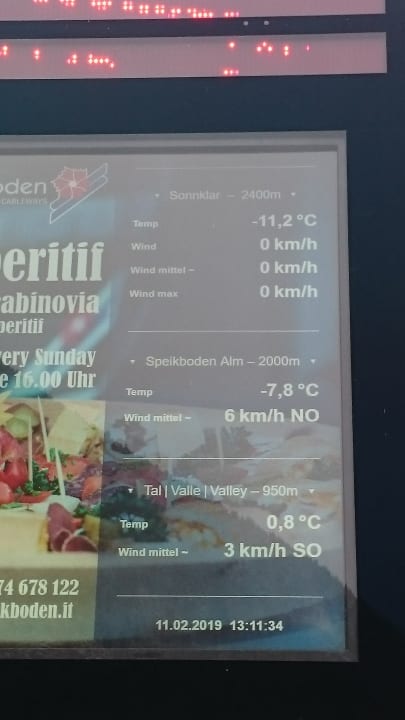 oden
CABLEWAYS
peritif
abinovia
peritif
very Sunday
e 16.00 Uhr
74 678 122
kboden.it
▾ Sonnklar – 2400m ▾
Temp -11,2 °C
Wind 0 km/h
Wind mittel ~ 0 km/h
Wind max 0 km/h
▾ Speikboden Alm – 2000m ▾
Temp -7,8 °C
Wind mittel ~ 6 km/h NO
▾ Tal | Valle | Valley – 950m ▾
Temp 0,8 °C
Wind mittel ~ 3 km/h SO
11.02.2019 13:11:34